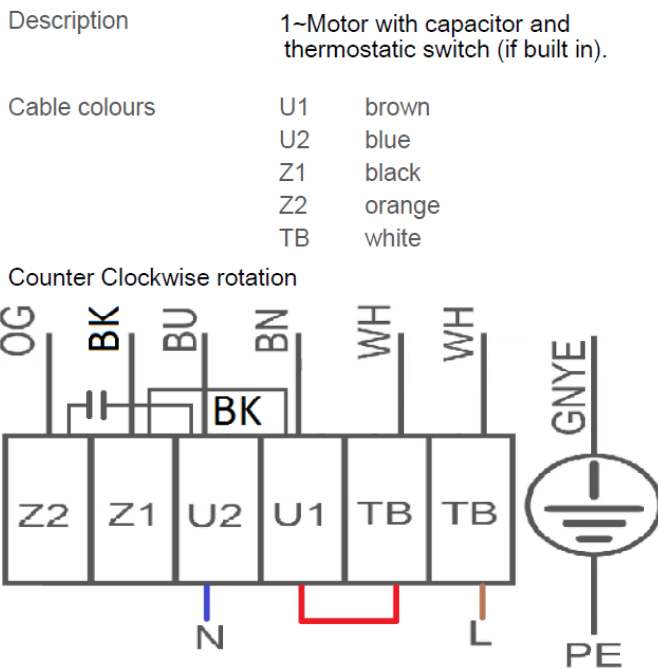 Description 1~Motor with capacitor and
thermostatic switch (if built in).
Cable colours U1 brown
U2 blue
Z1 black
Z2 orange
TB white
Counter Clockwise rotation
OG BK BU BN WH WH GNYE
BK
Z2 Z1 U2 U1 TB TB
N L PE